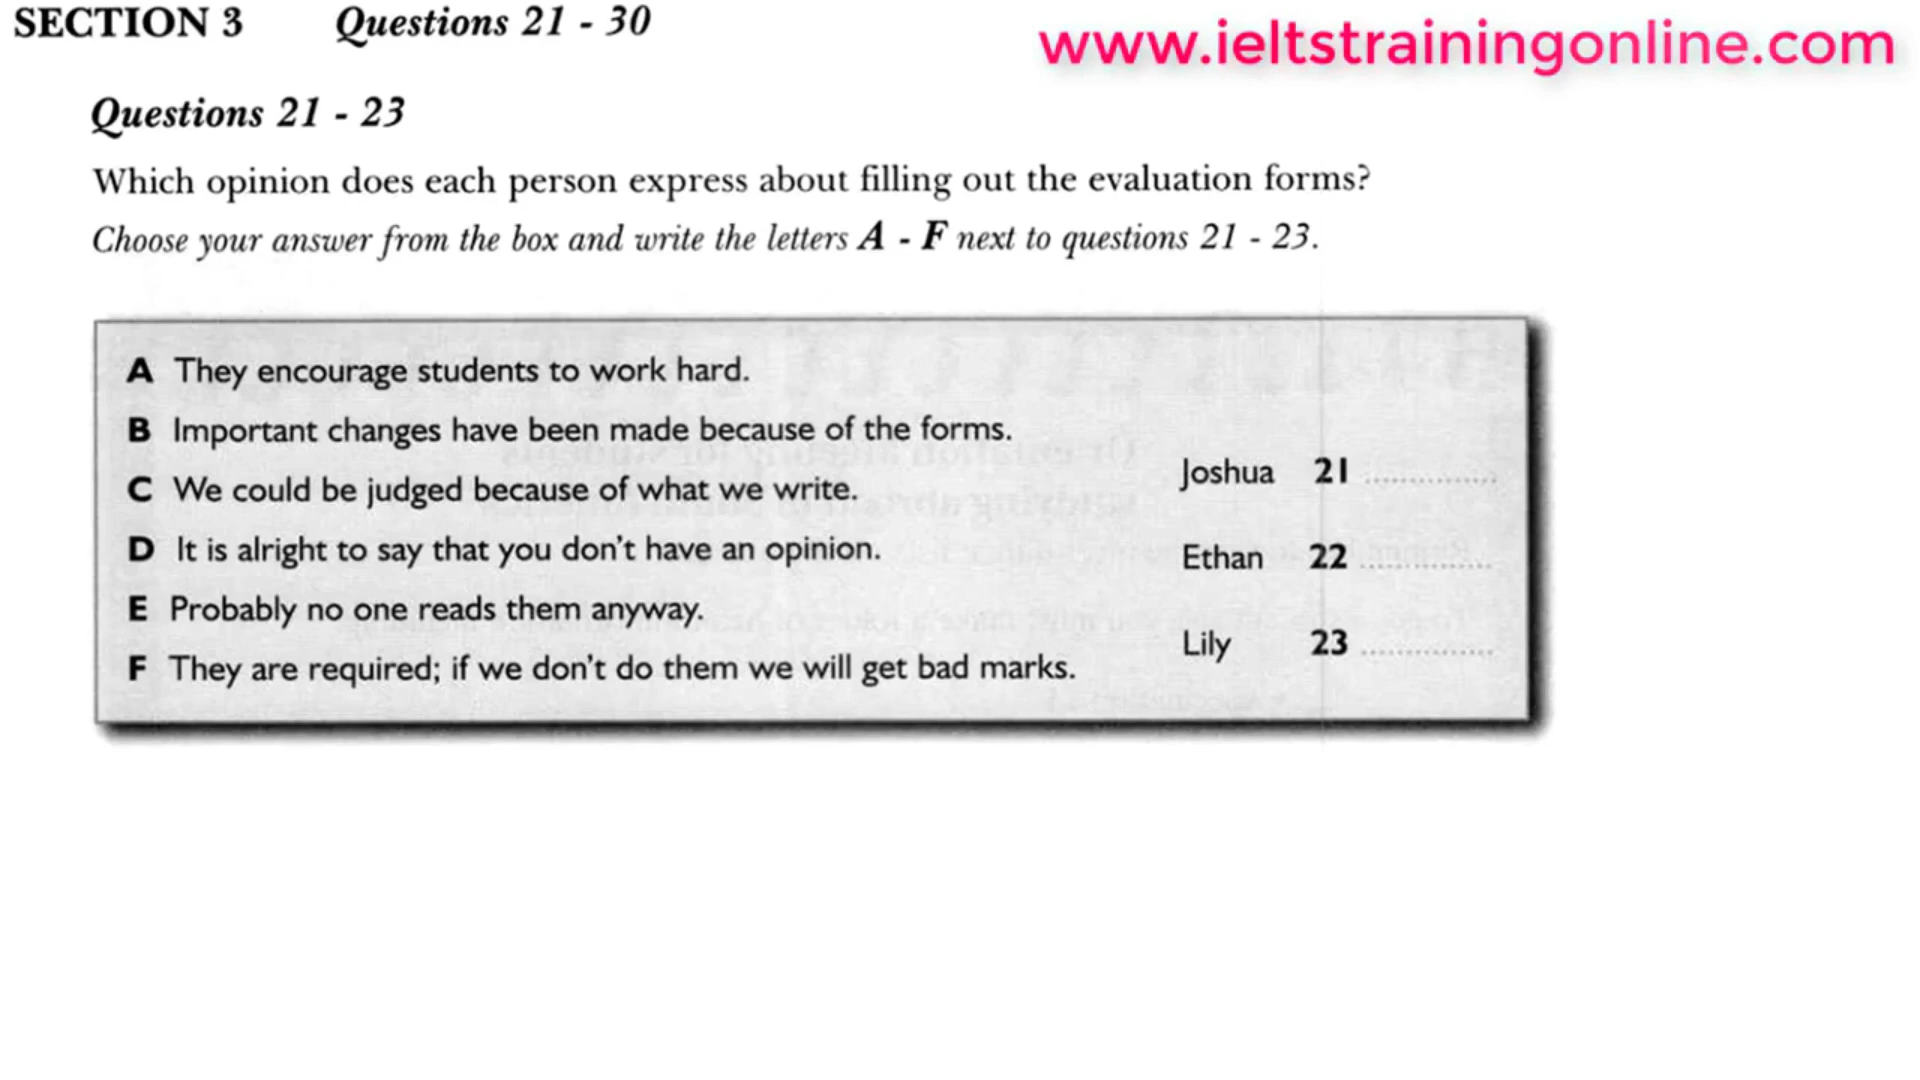 SECTION 3 Questions 21 - 30
www.ieltstrainingonline.com
Questions 21 - 23
Which opinion does each person express about filling out the evaluation forms?
Choose your answer from the box and write the letters A - F next to questions 21 - 23.
A They encourage students to work hard.
B Important changes have been made because of the forms.
C We could be judged because of what we write.
D It is alright to say that you don't have an opinion.
E Probably no one reads them anyway.
F They are required; if we don't do them we will get bad marks.
Joshua 21 ..............
Ethan 22 ..............
Lily 23 ..............